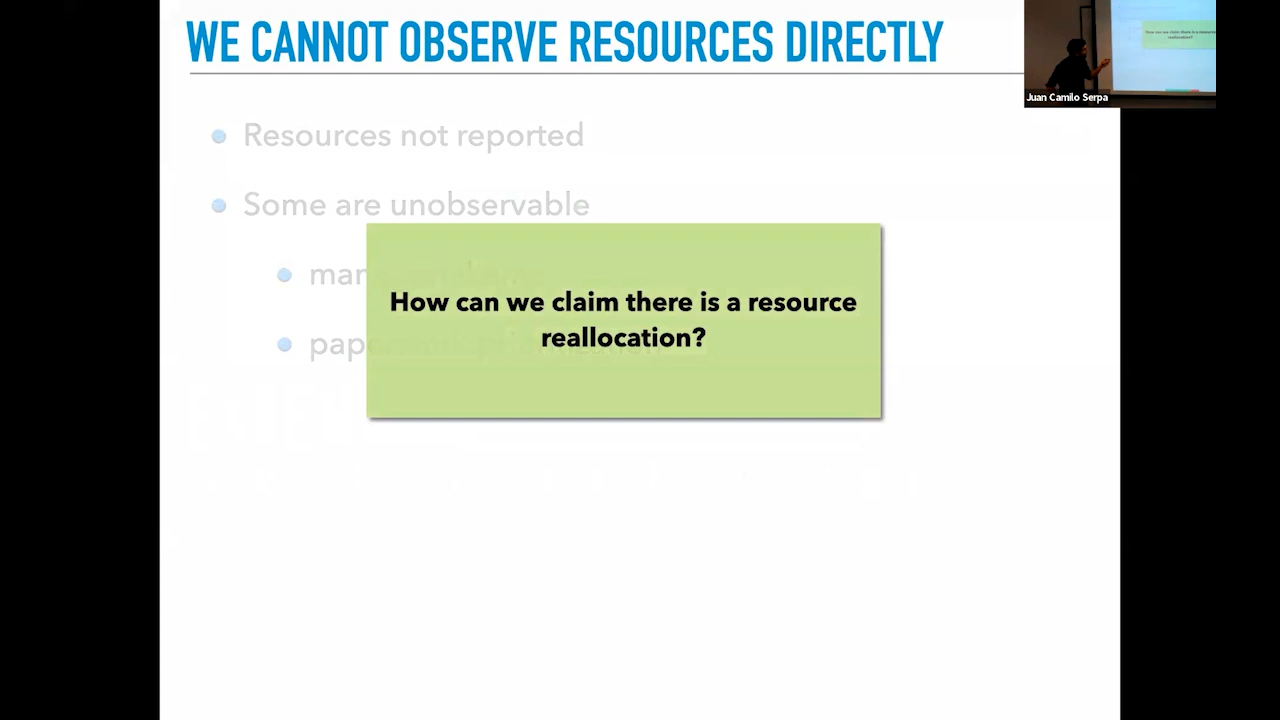 WE CANNOT OBSERVE RESOURCES DIRECTLY
Juan Camilo Serpa
Resources not reported
Some are unobservable
How can we claim there is a resource
reallocation?